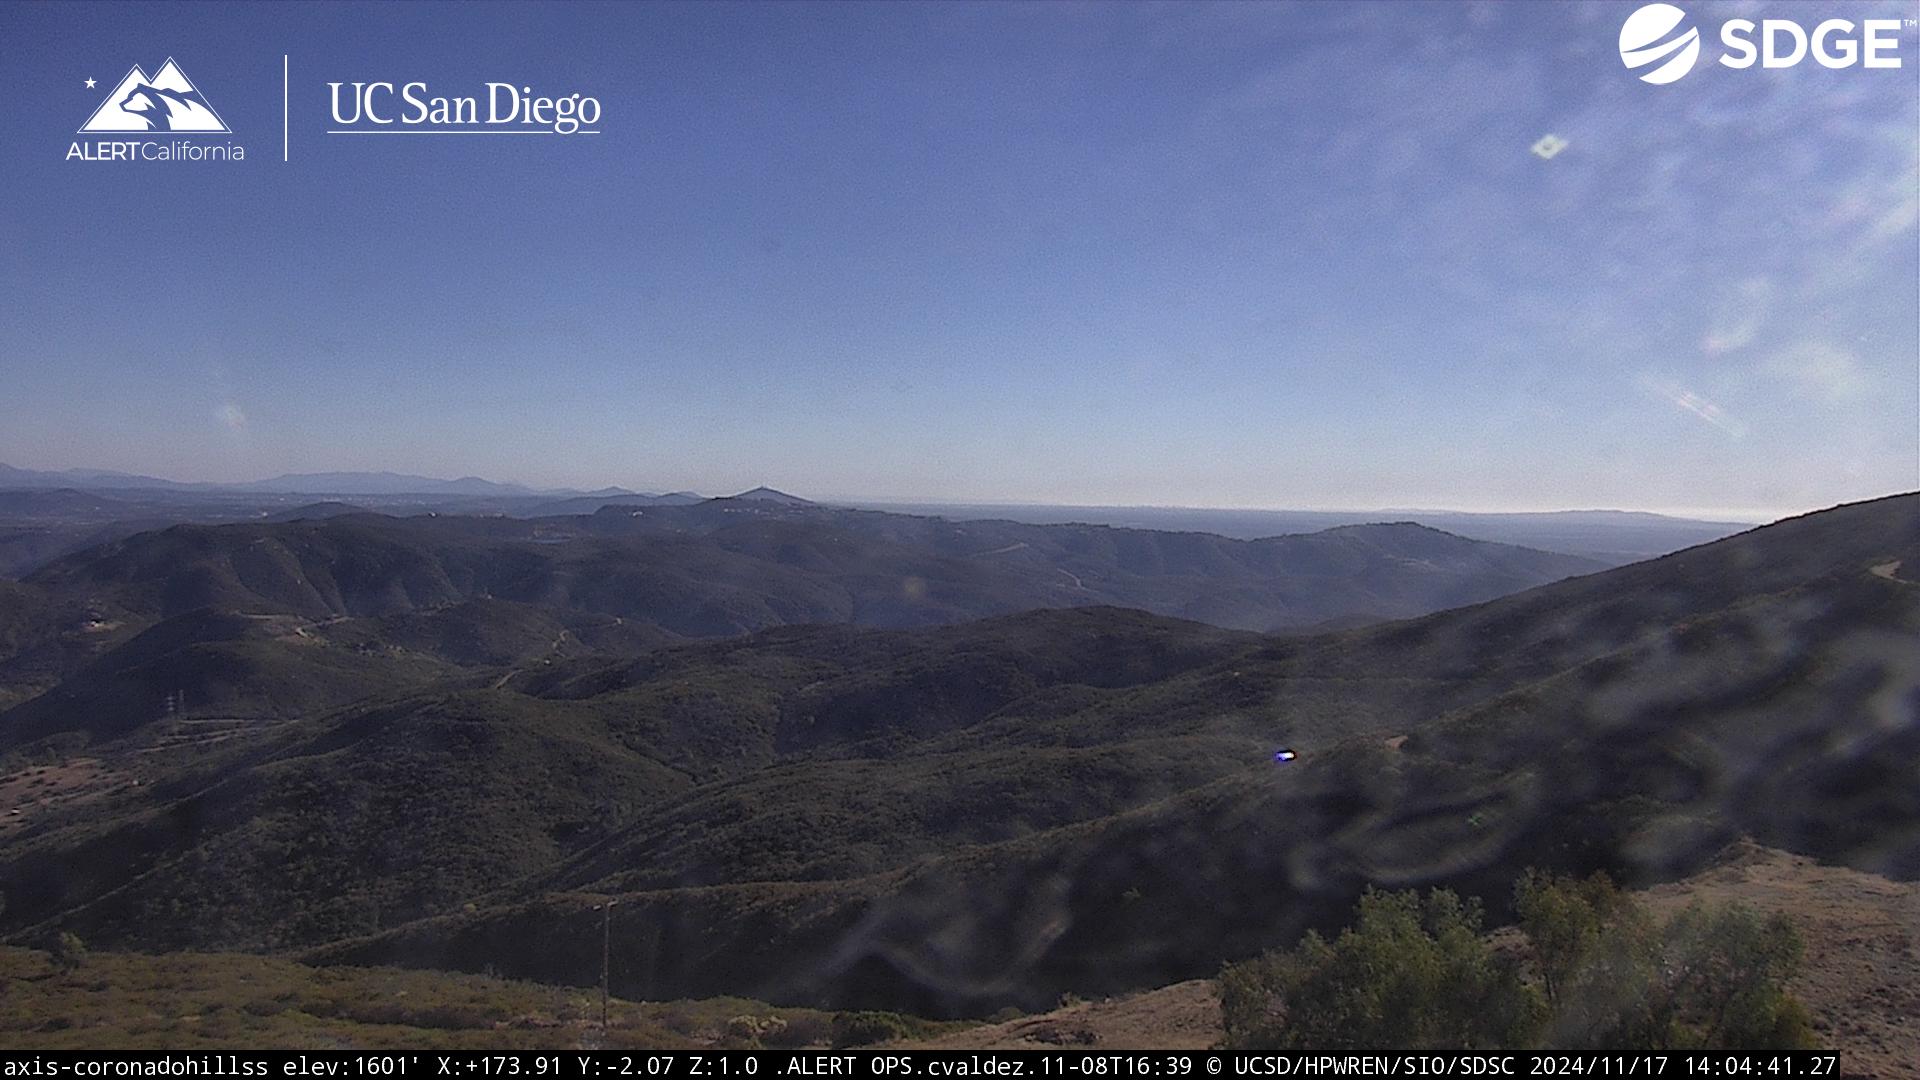 SDGE™
UC San Diego
ALERTCalifornia
axis-coronadohillss elev:1601' X:+173.91 Y:-2.07 Z:1.0 .ALERT OPS.cvaldez.11-08T16:39 © UCSD/HPWREN/SIO/SDSC 2024/11/17 14:04:41.27